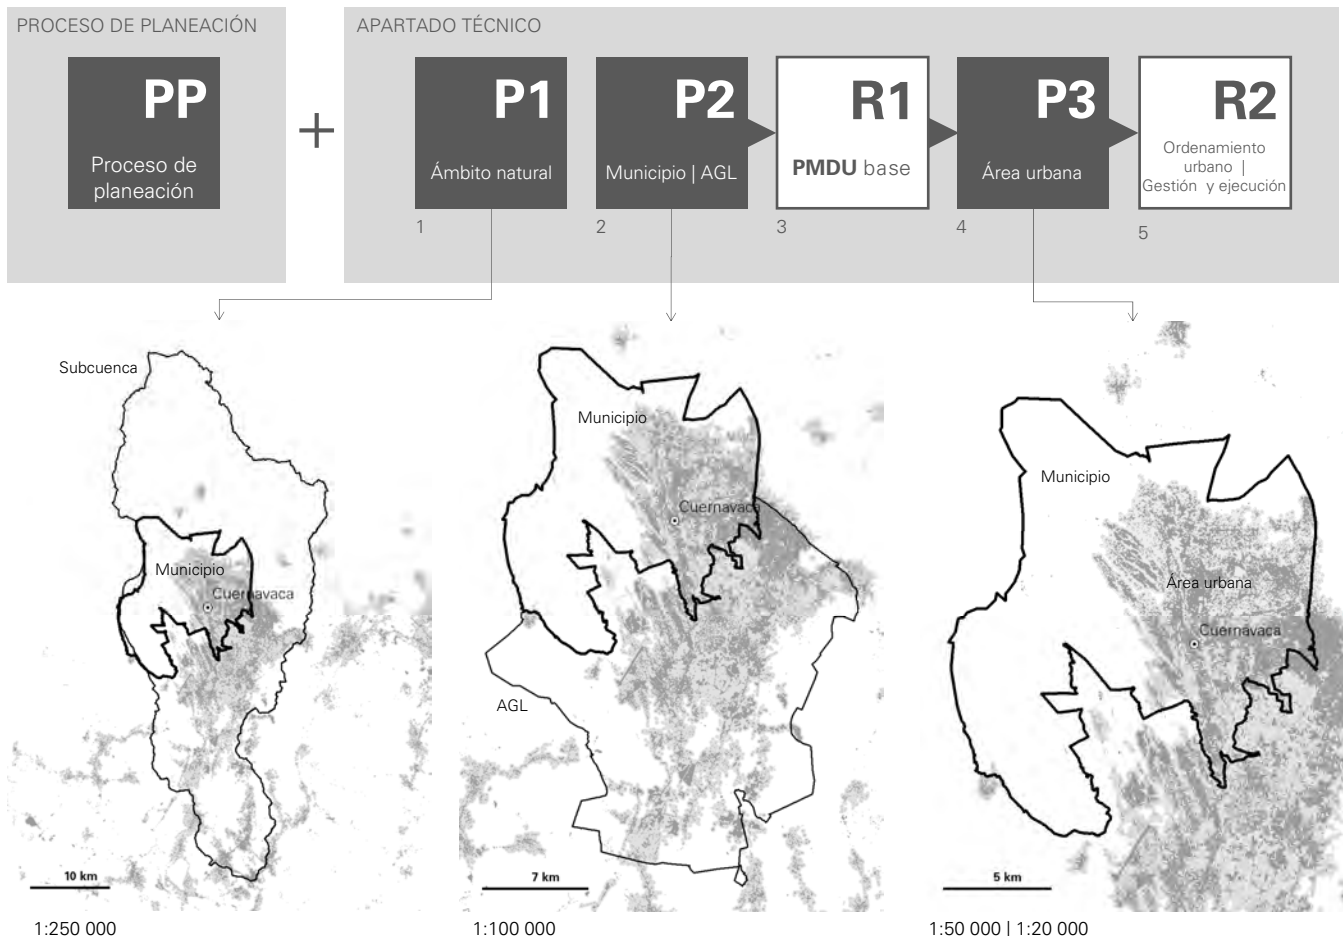 PROCESO DE PLANEACIÓN
PP
Proceso de
planeación
+
APARTADO TÉCNICO
P1
Ámbito natural
1
P2
Municipio | AGL
2
R1
PMDU base
3
P3
Área urbana
4
R2
Ordenamiento
urbano |
Gestión y ejecución
5
Subcuenca
Municipio
Cuernavaca
10 km
1:250 000
Municipio
Cuernavaca
AGL
7 km
1:100 000
Municipio
Área urbana
Cuernavaca
5 km
1:50 000 | 1:20 000